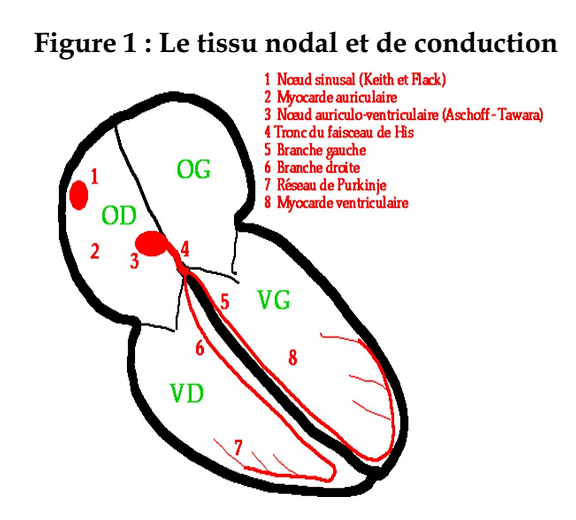 Figure 1 : Le tissu nodal et de conduction
1 Nœud sinusal (Keith et Flack)
2 Myocarde auriculaire
3 Nœud auriculo-ventriculaire (Aschoff-Tawara)
4 Tronc du faisceau de His
5 Branche gauche
6 Branche droite
7 Réseau de Purkinje
8 Myocarde ventriculaire
OG
1
OD
2
3
4
5
VG
6
8
VD
7